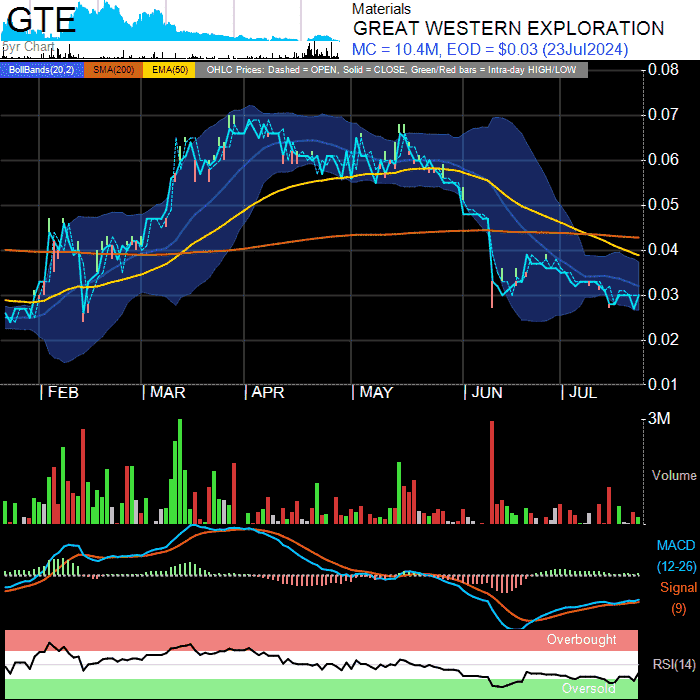 GTE
5yr Chart
Materials
GREAT WESTERN EXPLORATION
MC = 10.4M, EOD = $0.03 (23Jul2024)
BollBands(20,2) SMA(200) EMA(50) OHLC Prices: Dashed = OPEN, Solid = CLOSE, Green/Red bars = Intra-day HIGH/LOW
0.08
0.07
0.06
0.05
0.04
0.03
0.02
0.01
FEB MAR APR MAY JUN JUL
3M
Volume
MACD
(12-26)
Signal
(9)
Overbought
RSI(14)
Oversold